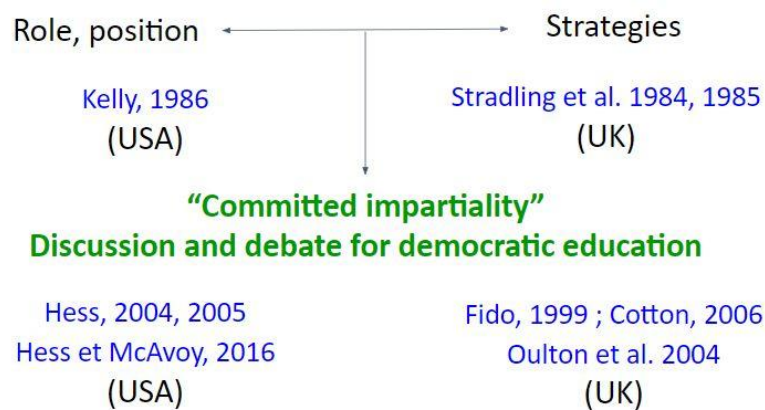 Role, position
Strategies
Kelly, 1986
(USA)
Stradling et al. 1984, 1985
(UK)
“Committed impartiality”
Discussion and debate for democratic education
Hess, 2004, 2005
Hess et McAvoy, 2016
(USA)
Fido, 1999 ; Cotton, 2006
Oulton et al. 2004
(UK)